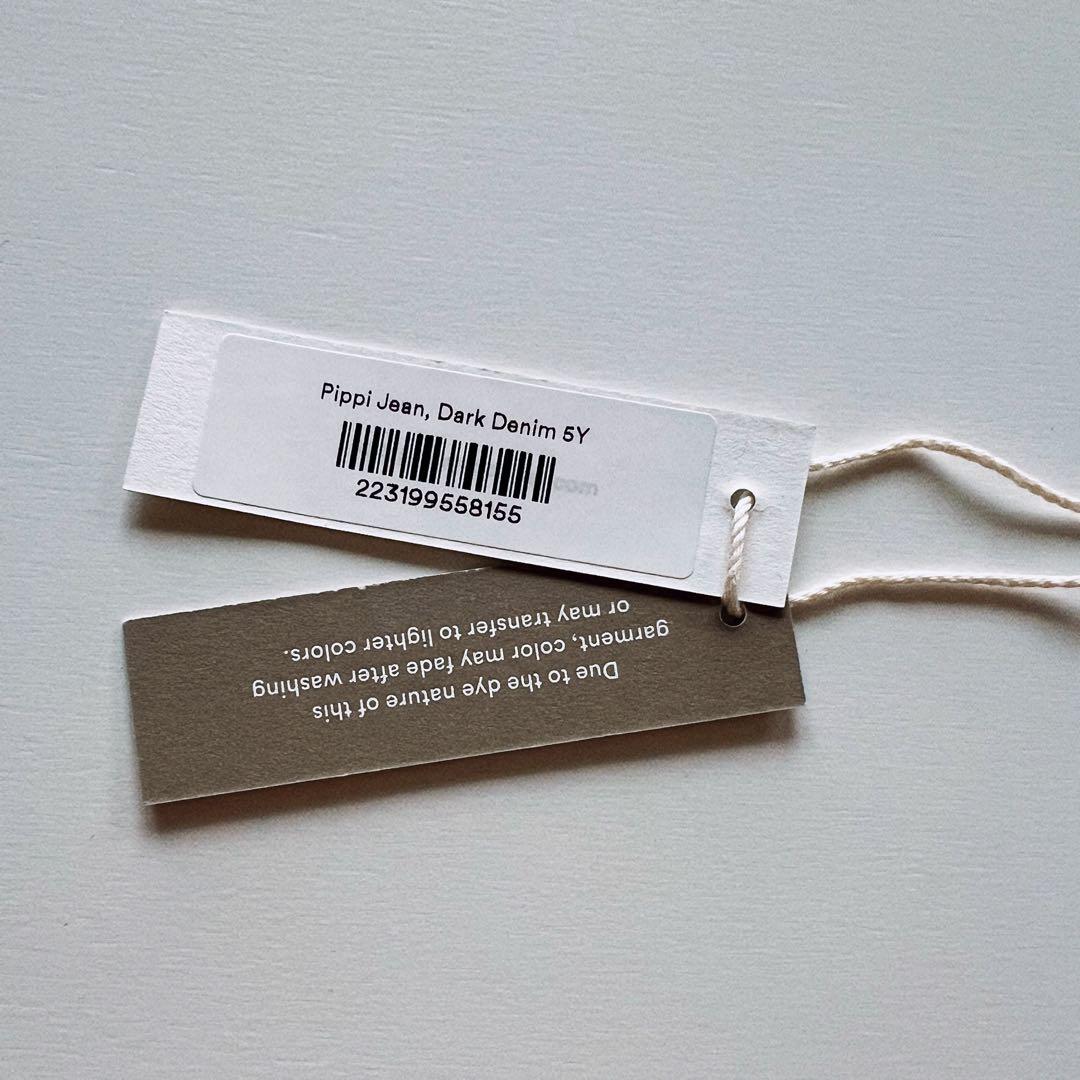 Pippi Jean, Dark Denim 5Y
com
223199558155
Due to the dye nature of this
garment, color may fade after washing
or may transfer to lighter colors.